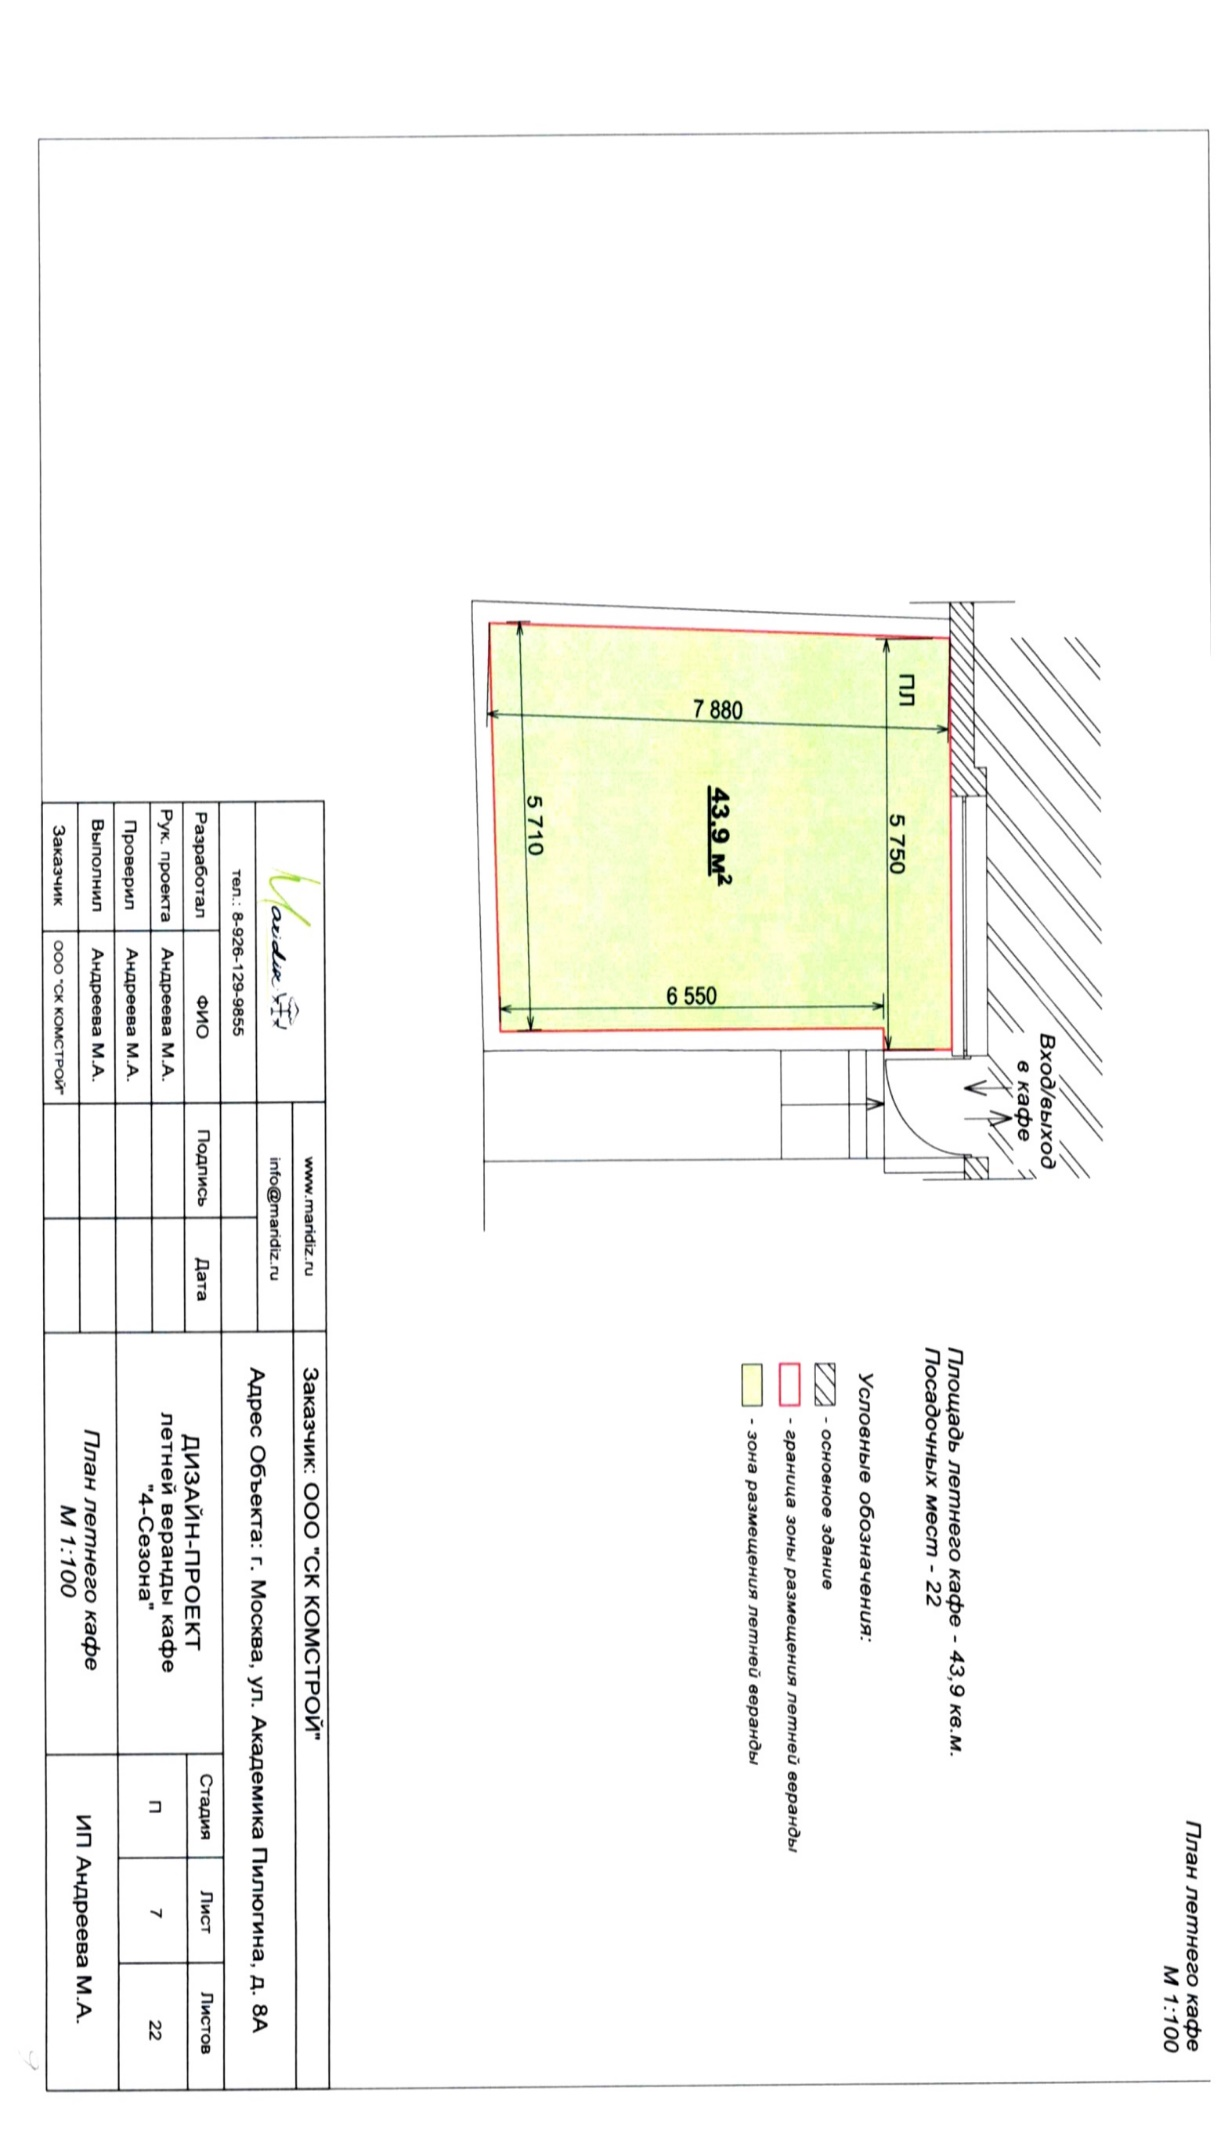 План летнего кафе
М 1:100
Вход/выход
в кафе
ПЛ
5 750
7 880
43,9 м²
6 550
5 710
Площадь летнего кафе - 43,9 кв.м.
Посадочных мест - 22
Условные обозначения:
- основное здание
- граница зоны размещения летней веранды
- зона размещения летней веранды
Maridiz
www.maridiz.ru
info@maridiz.ru
тел.: 8-926-129-9855
Заказчик: ООО "СК КОМСТРОЙ"
Адрес Объекта: г. Москва, ул. Академика Пилюгина, д. 8А
Разработал ФИО Подпись Дата
Рук. проекта Андреева М.А.
Проверил Андреева М.А.
Выполнил Андреева М.А.
Заказчик ООО "СК КОМСТРОЙ"
ДИЗАЙН-ПРОЕКТ
летней веранды кафе
"4-Сезона"
Стадия Лист Листов
П 7 22
План летнего кафе
М 1:100
ИП Андреева М.А.